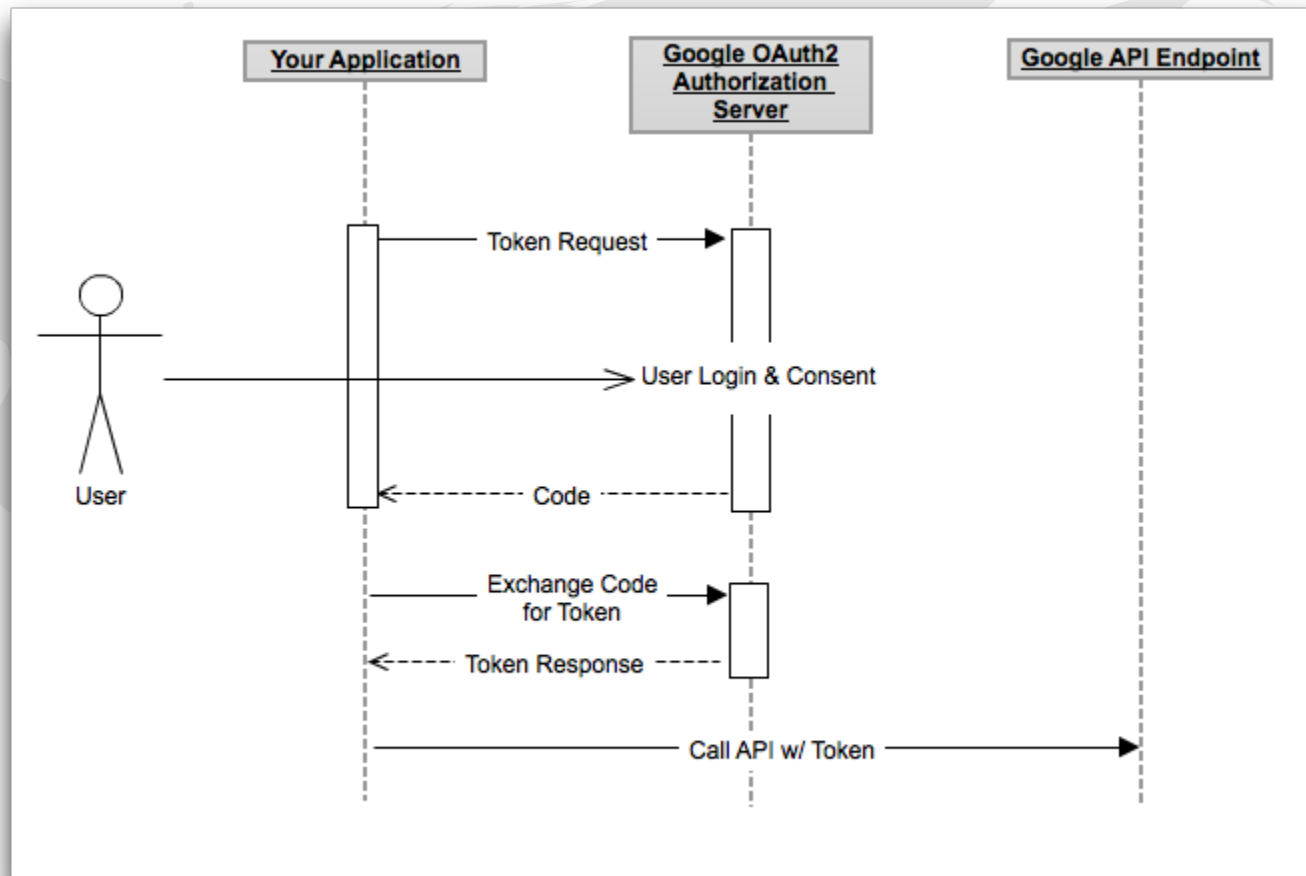 Your Application
Google OAuth2
Authorization
Server
Google API Endpoint
Token Request
User Login & Consent
User
Code
Exchange Code
for Token
Token Response
Call API w/ Token